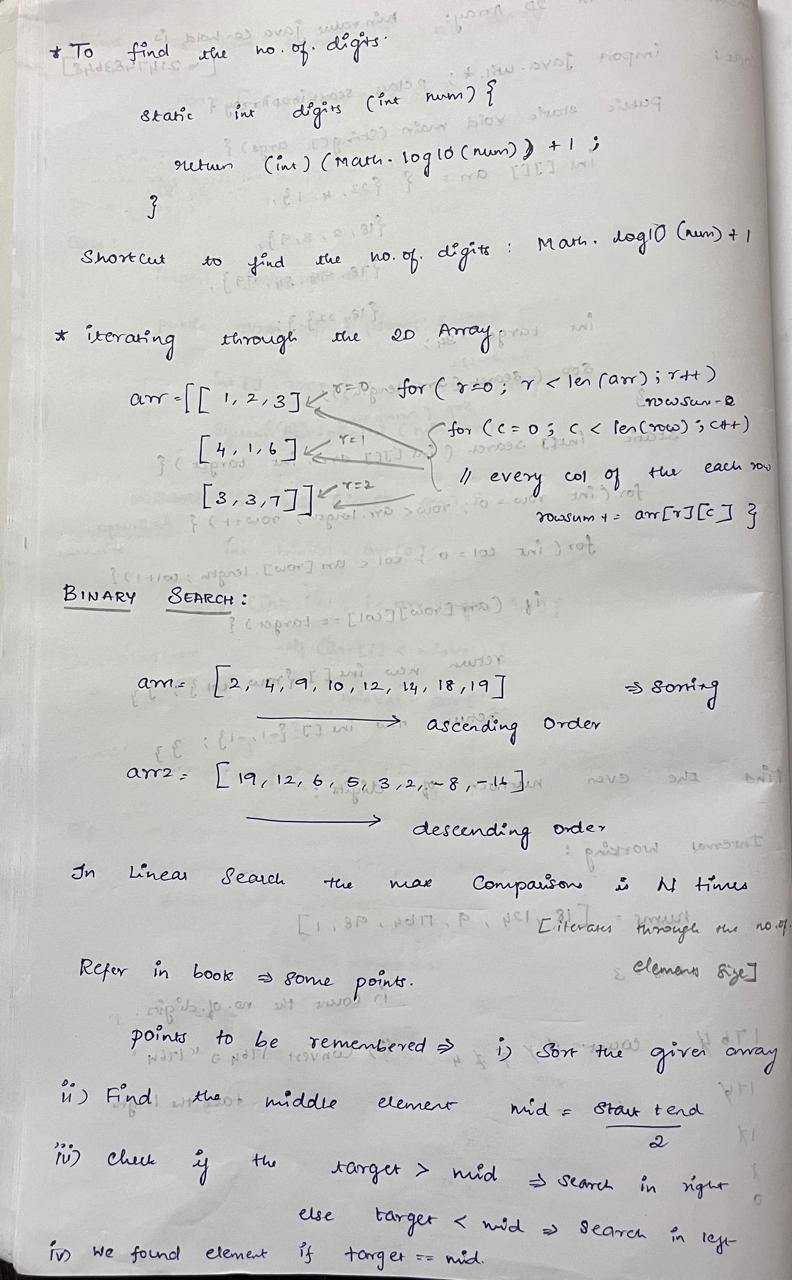 * To find the no. of. digits.
static int digits (int num) {
return (int) (Math. log10 (num)) +1 ;
}
Shortcut to find the no. of. digits : Math. log10 (num) + 1
* iterating through the 2D Array.
arr = [[ 1, 2, 3] r=0 for ( r=0 ; r < len (arr) ; r++)
rowsum=0
{ for (c = 0 ; c < len(row) ; c++)
[4, 1, 6] r=1
// every col of the each row
[3, 3, 7]] r=2
rowsum += arr[r][c] }
BINARY SEARCH :
arr = [2, 4, 9, 10, 12, 14, 18, 19] ⇒ sorting
→ ascending order
arr2 = [19, 12, 6, 5, 3, 2, -8, -16]
→ descending order
In Linear Search the max Comparisons is N times
[iterates through the no. of.
elements size]
Refer in book ⇒ some points.
points to be remembered ⇒ i) Sort the given array
ii) Find the middle element mid = start + end
2
iii) check if the target > mid ⇒ search in right
else target < mid ⇒ search in left
iv) we found element if target == mid.